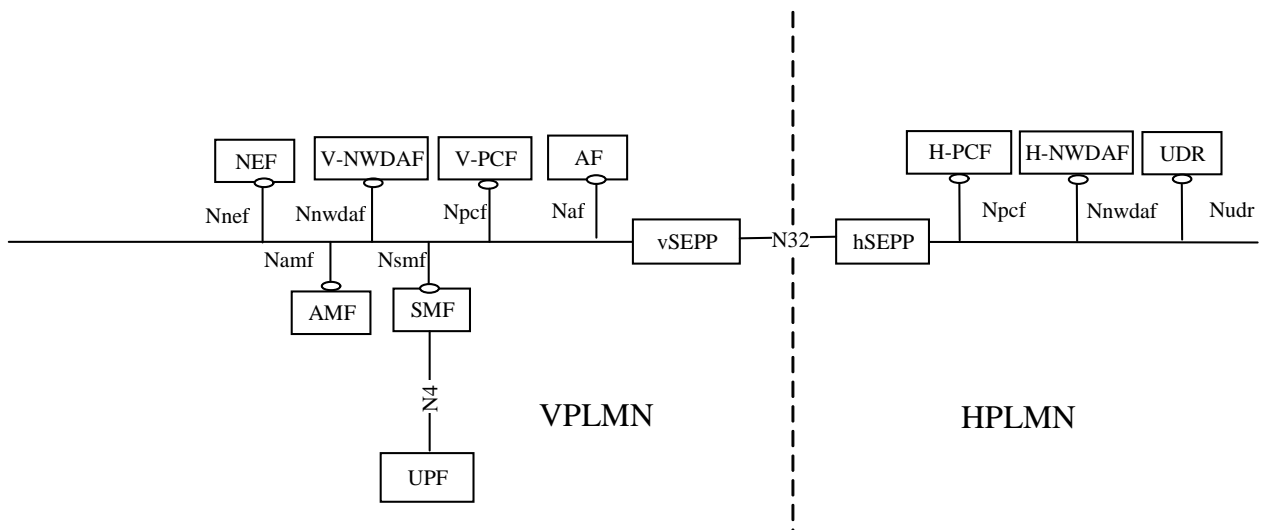 NEF
V-NWDAF
V-PCF
AF
H-PCF
H-NWDAF
UDR
Nnef
Nnwdaf
Npcf
Naf
Npcf
Nnwdaf
Nudr
vSEPP
N32
hSEPP
Namf
Nsmf
AMF
SMF
N4
VPLMN
HPLMN
UPF